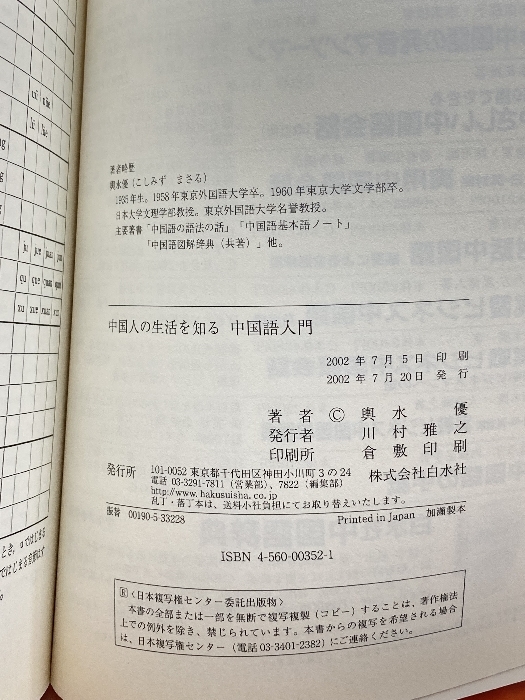 著者略歴
輿水優（こしみず　まさる）
1935年生。1958年東京外国語大学卒。1960年東京大学文学部卒。
日本大学文理学部教授。東京外国語大学名誉教授。
主要著書「中国語の語法の話」「中国語基本語ノート」
「中国語図解辞典（共著）」他。
中国人の生活を知る 中国語入門
2002 年 7 月 5 日 印 刷
2002 年 7 月 20日 発 行
著 者 © 輿 水 優
発行者 川 村 雅 之
印刷所 倉 敷 印 刷
発行所 101-0052 東京都千代田区神田小川町3の24
電話 03-3291-7811（営業部）、7822（編集部） 株式会社白水社
http://www.hakusuisha.co.jp
乱丁・落丁本は、送料小社負担にてお取り替えいたします。
振替 00190-5-33228 Printed in Japan 加瀬製本
ISBN 4-560-00352-1
Ⓡ〈日本複写権センター委託出版物〉
本書の全部または一部を無断で複写複製（コピー）することは、著作権法
上での例外を除き、禁じられています。本書からの複写を希望される場合
は、日本複写権センター（電話03-3401-2382）にご連絡ください。